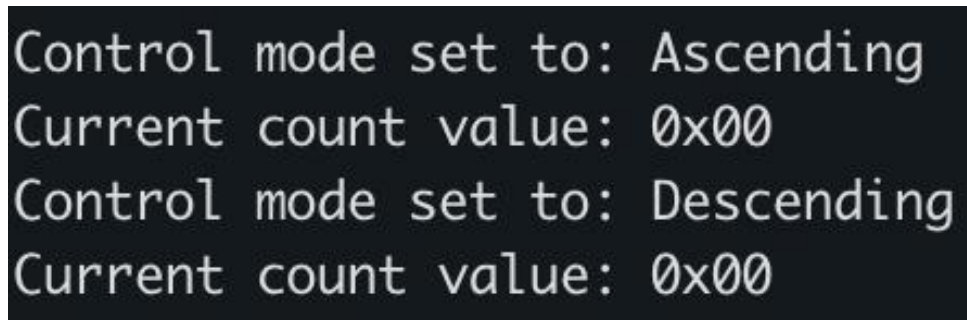 Control mode set to: Ascending
Current count value: 0x00
Control mode set to: Descending
Current count value: 0x00